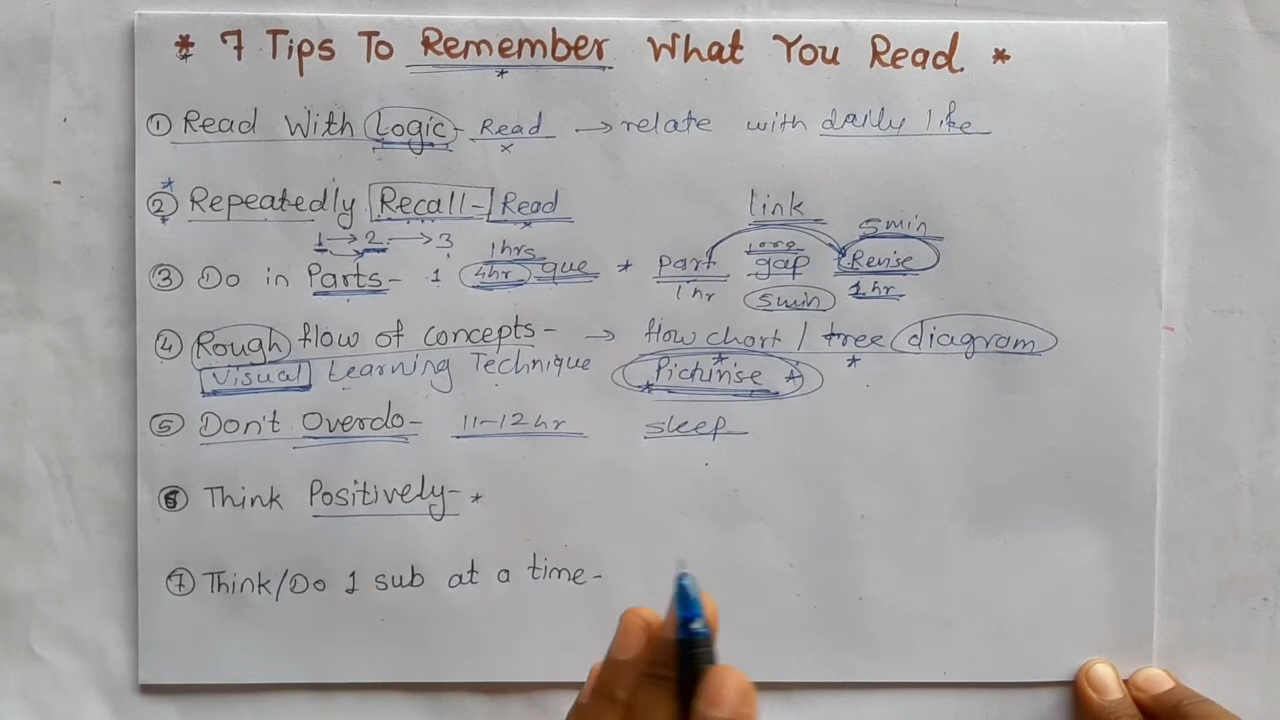 * 7 Tips To Remember What You Read. *
① Read With Logic- Read → relate with daily like
② Repeatedly Recall- Read
link
5min
1 → 2 → 3
③ Do in Parts- 1 4hr que * part gap Revise
1hrs
long
1hr 5min 1hr
④ Rough flow of concepts- → flow chart / tree diagram
Visual Learning Technique Picturise
⑤ Don't Overdo- 11-12hr sleep
⑥ Think Positively- *
⑦ Think/Do 1 sub at a time-